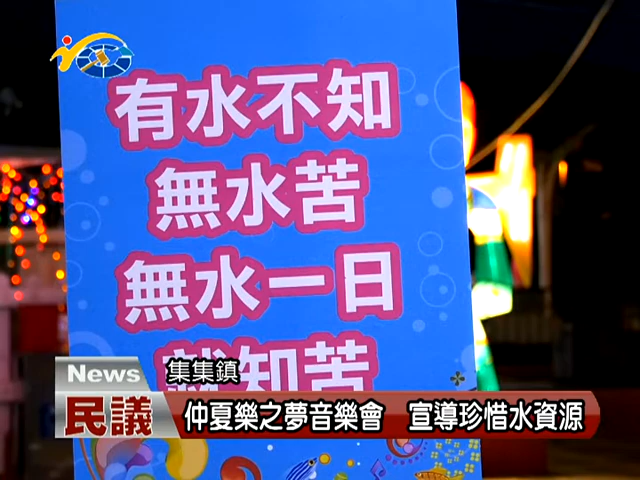 有水不知
無水苦
無水一日
就知苦
News
集集鎮
民議
仲夏樂之夢音樂會 宣導珍惜水資源